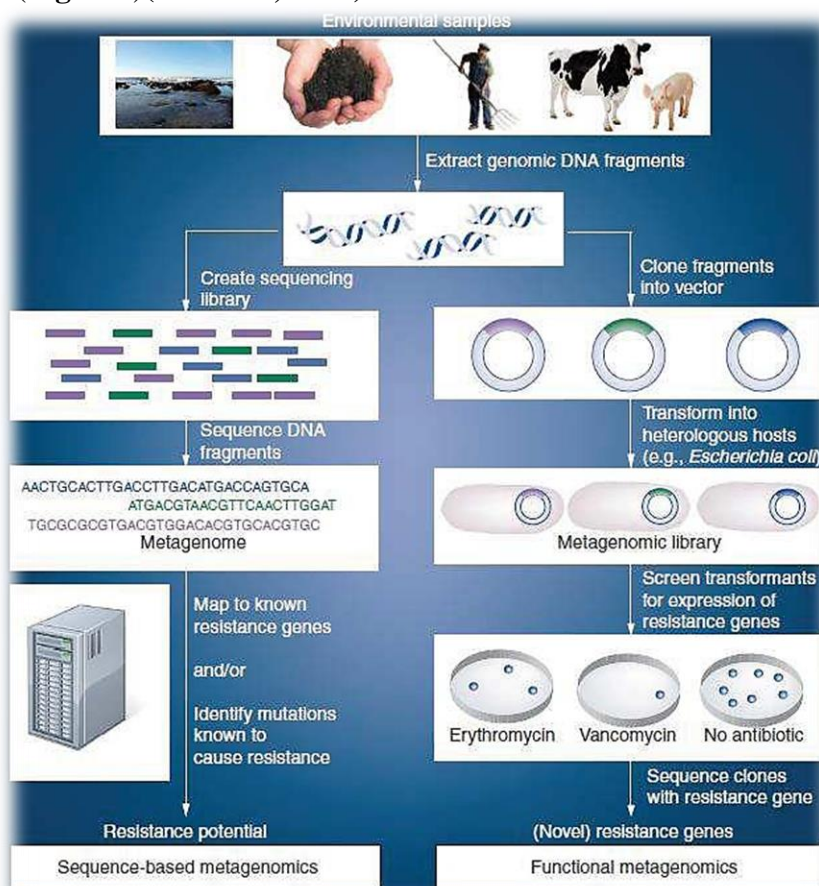 Environmental samples
Extract genomic DNA fragments
Create sequencing
library
Clone fragments
into vector
Sequence DNA
fragments
Transform into
heterologous hosts
(e.g., Escherichia coli)
AACTGCACTTGACCTTGACATGACCAGTGCA
ATGACGTAACGTTCAACTTGGAT
TGCGCGCGTGACGTGGACACGTGCACGTGC
Metagenome
Metagenomic library
Map to known
resistance genes
and/or
Identify mutations
known to
cause resistance
Screen transformants
for expression of
resistance genes
Erythromycin
Vancomycin
No antibiotic
Sequence clones
with resistance gene
Resistance potential
(Novel) resistance genes
Sequence-based metagenomics
Functional metagenomics